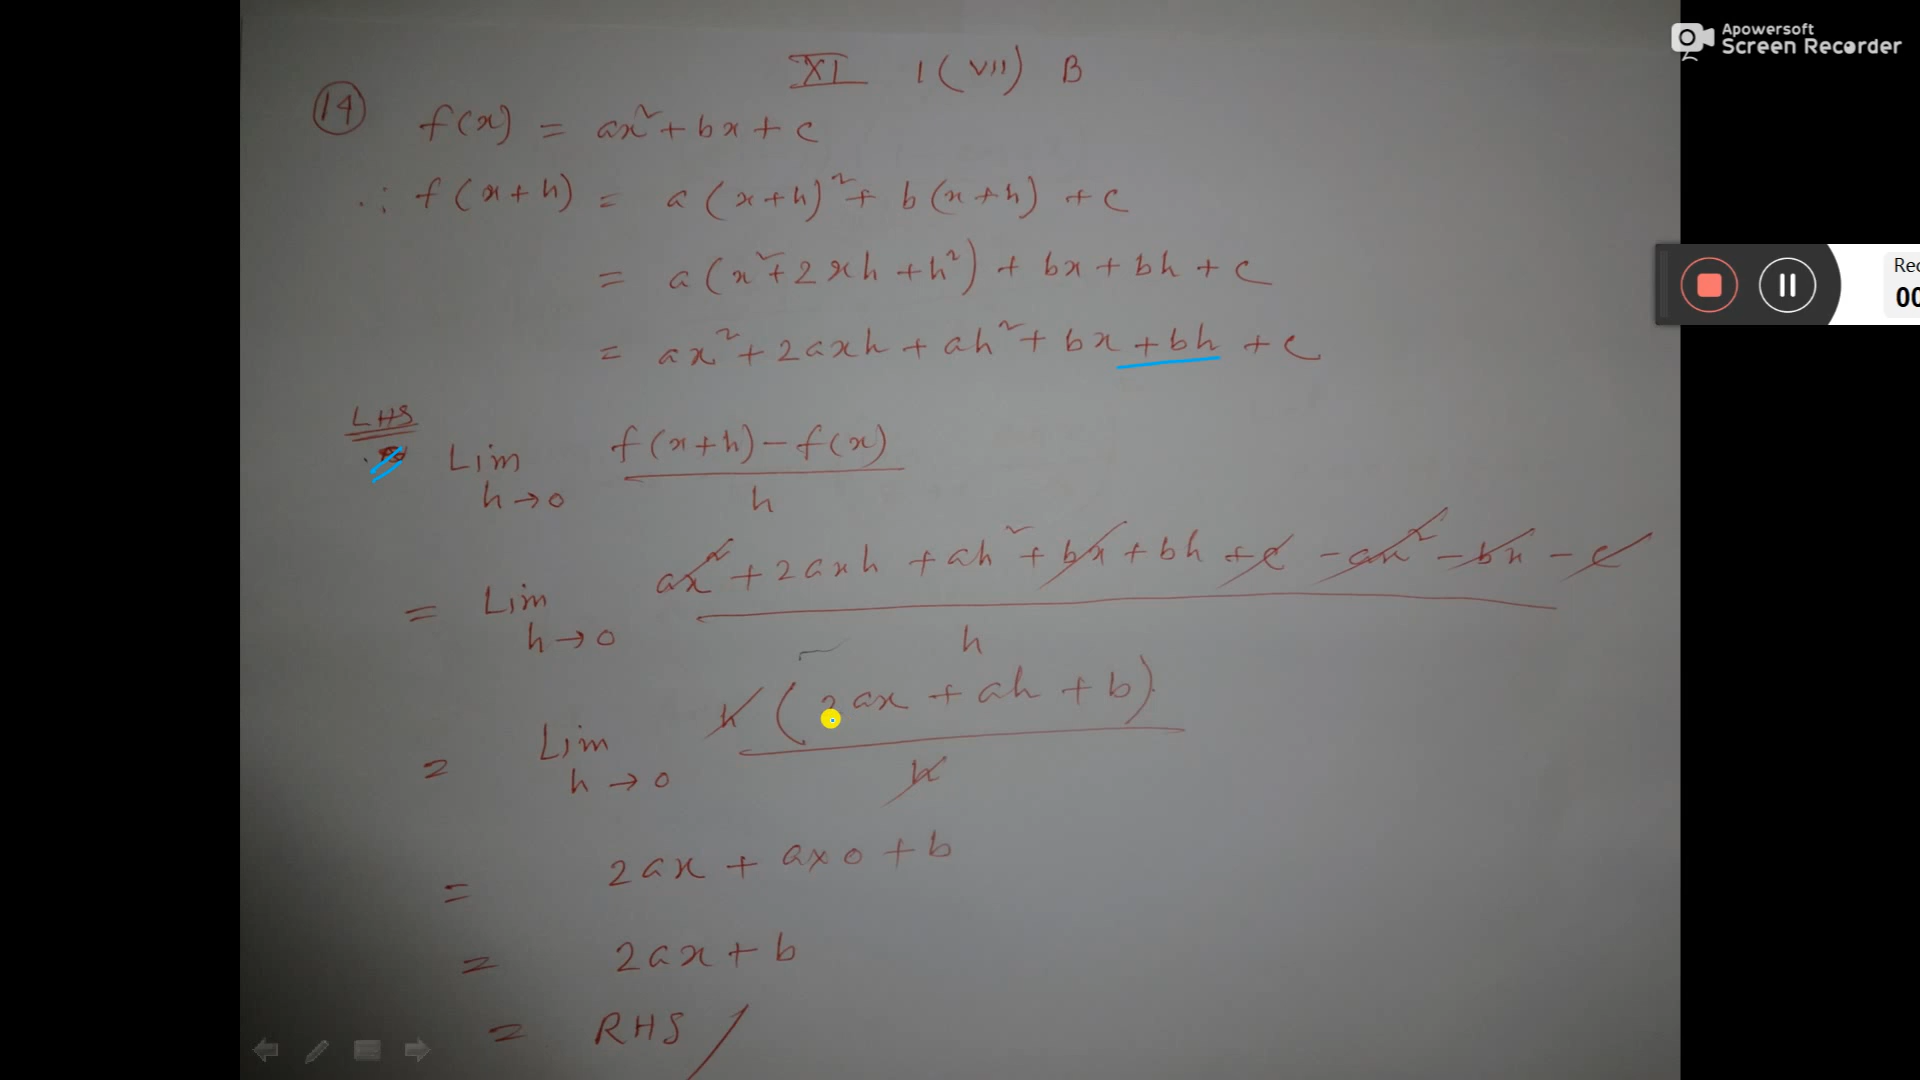 XI 1(VII) B
(14) f(x) = ax² + bx + c
∴ f(x+h) = a(x+h)² + b(x+h) + c
= a(x²+2xh+h²) + bx + bh + c
= ax² + 2axh + ah² + bx + bh + c
LHS
Lim h→0 f(x+h) – f(x) / h
= Lim h→0 ax² + 2axh + ah² + bx + bh + c – ax² – bx – c / h
= Lim h→0 h(2ax + ah + b) / h
= 2ax + a×0 + b
= 2ax + b
= RHS
Apowersoft
Screen Recorder
Rec
00